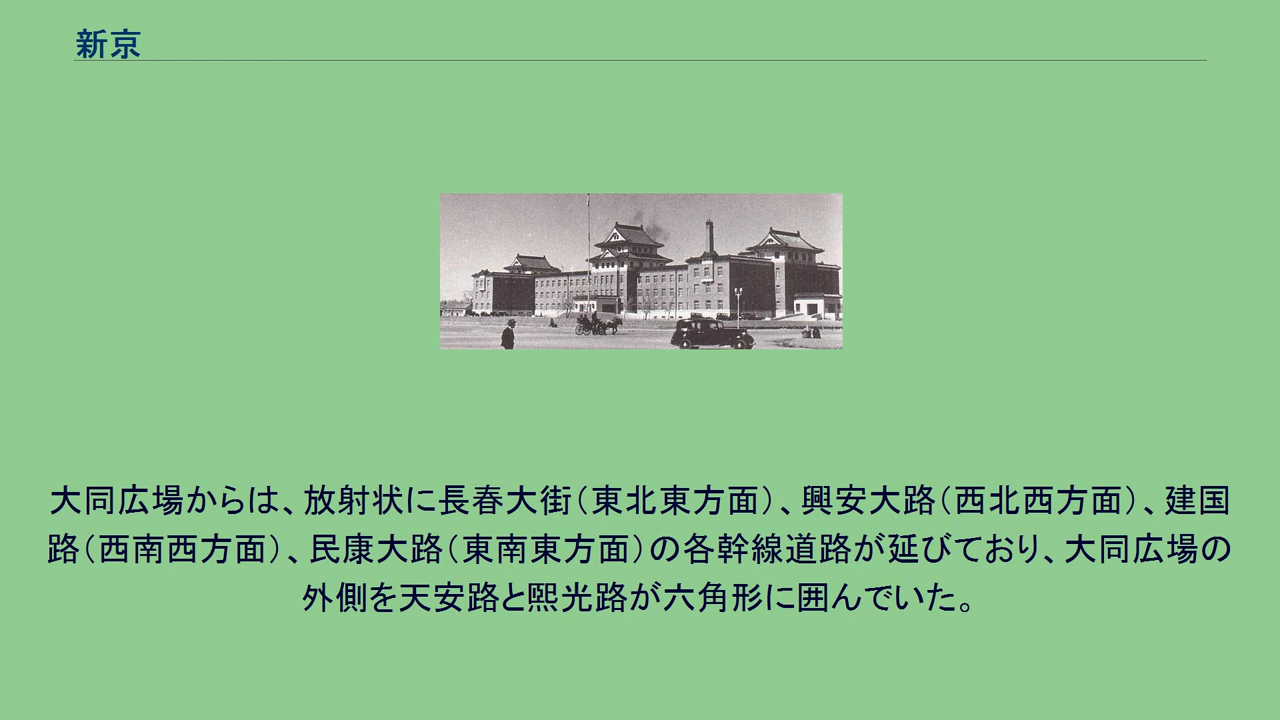 新京
大同広場からは、放射状に長春大街（東北東方面）、興安大路（西北西方面）、建国
路（西南西方面）、民康大路（東南東方面）の各幹線道路が延びており、大同広場の
外側を天安路と熙光路が六角形に囲んでいた。